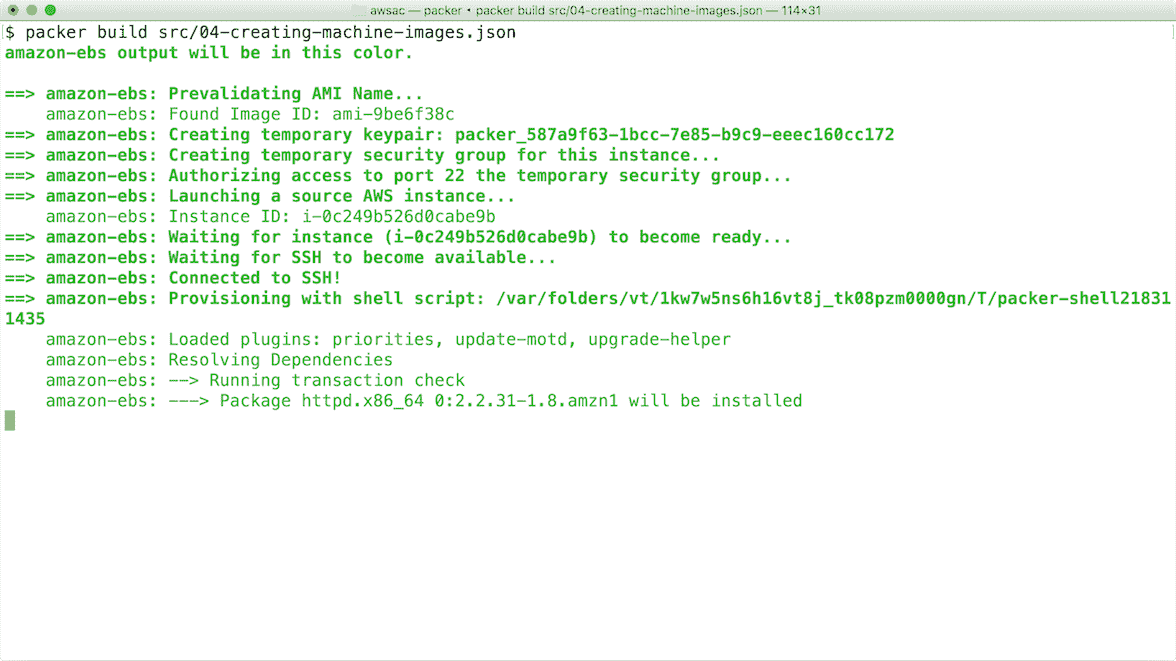 awsac — packer • packer build src/04-creating-machine-images.json — 114×31
$ packer build src/04-creating-machine-images.json
amazon-ebs output will be in this color.
==> amazon-ebs: Prevalidating AMI Name...
amazon-ebs: Found Image ID: ami-9be6f38c
==> amazon-ebs: Creating temporary keypair: packer_587a9f63-1bcc-7e85-b9c9-eeec160cc172
==> amazon-ebs: Creating temporary security group for this instance...
==> amazon-ebs: Authorizing access to port 22 the temporary security group...
==> amazon-ebs: Launching a source AWS instance...
amazon-ebs: Instance ID: i-0c249b526d0cabe9b
==> amazon-ebs: Waiting for instance (i-0c249b526d0cabe9b) to become ready...
==> amazon-ebs: Waiting for SSH to become available...
==> amazon-ebs: Connected to SSH!
==> amazon-ebs: Provisioning with shell script: /var/folders/vt/1kw7w5ns6h16vt8j_tk08pzm0000gn/T/packer-shell21831
1435
amazon-ebs: Loaded plugins: priorities, update-motd, upgrade-helper
amazon-ebs: Resolving Dependencies
amazon-ebs: --> Running transaction check
amazon-ebs: ---> Package httpd.x86_64 0:2.2.31-1.8.amzn1 will be installed